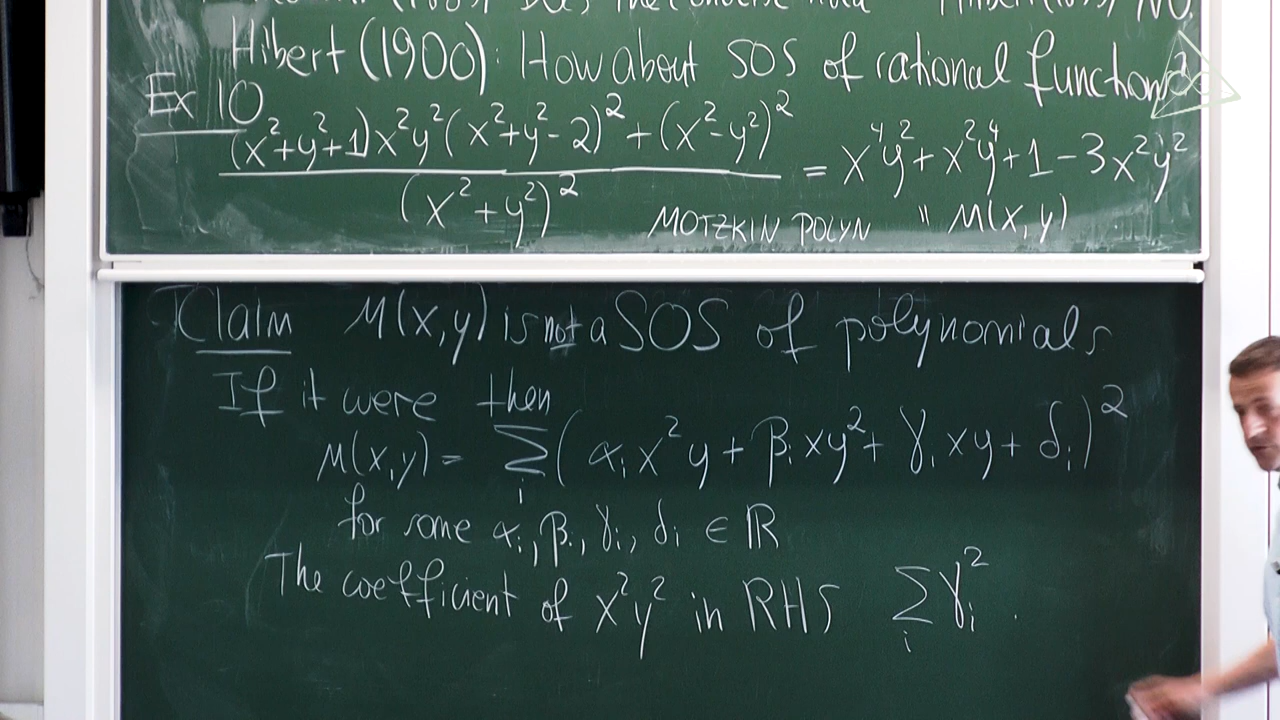 Hilbert (1900): How about SOS of rational functions?
Ex 10
(x²+y²+1)x²y²(x²+y²-2)²+(x²-y²)²
(x²+y²)²
= x⁴y²+x²y⁴+1-3x²y²
MOTZKIN POLYN " M(x,y)
Claim M(x,y) is not a SOS of polynomials
If it were then
M(x,y) = ∑ᵢ(αᵢx²y+βᵢxy²+γᵢxy+δᵢ)²
for some αᵢ, βᵢ, γᵢ, δᵢ ∈ ℝ
The coefficient of x²y² in RHS ∑ᵢγᵢ² .